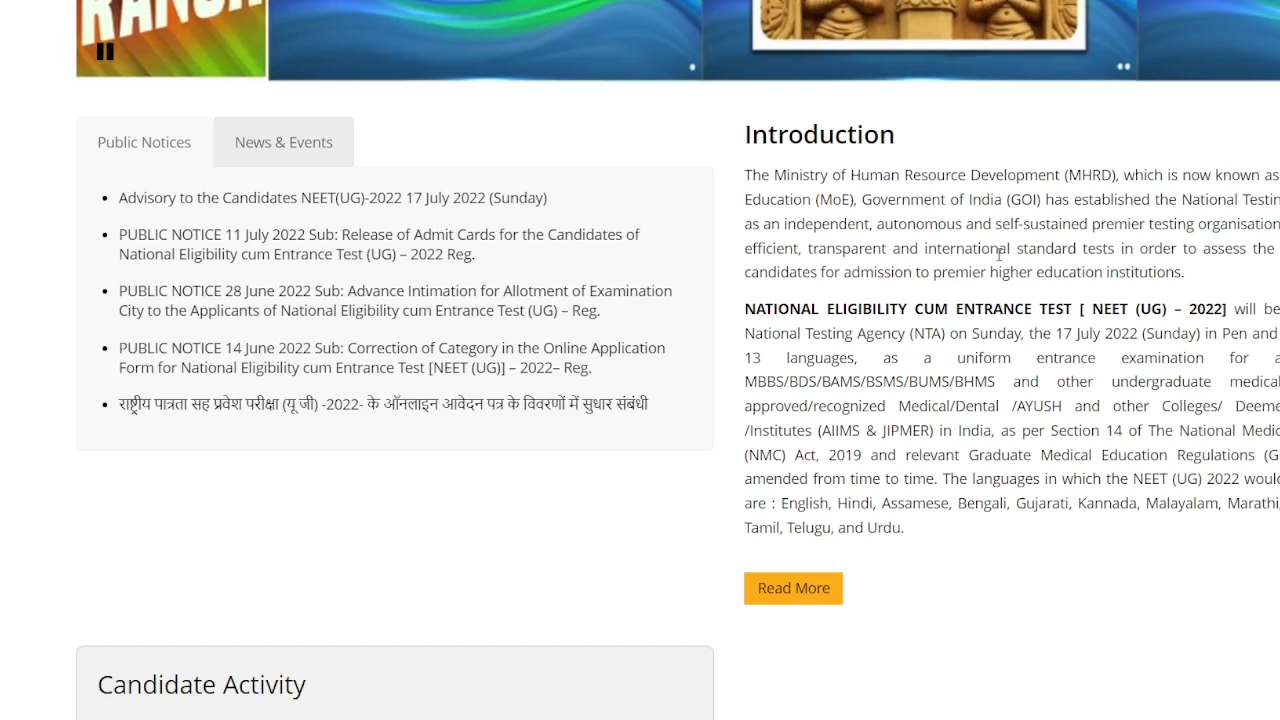 RANJA
Public Notices
News & Events
Advisory to the Candidates NEET(UG)-2022 17 July 2022 (Sunday)
PUBLIC NOTICE 11 July 2022 Sub: Release of Admit Cards for the Candidates of
National Eligibility cum Entrance Test (UG) – 2022 Reg.
PUBLIC NOTICE 28 June 2022 Sub: Advance Intimation for Allotment of Examination
City to the Applicants of National Eligibility cum Entrance Test (UG) – Reg.
PUBLIC NOTICE 14 June 2022 Sub: Correction of Category in the Online Application
Form for National Eligibility cum Entrance Test [NEET (UG)] – 2022– Reg.
राष्ट्रीय पात्रता सह प्रवेश परीक्षा (यू जी) -2022- के ऑनलाइन आवेदन पत्र के विवरणों में सुधार संबंधी
Candidate Activity
Introduction
The Ministry of Human Resource Development (MHRD), which is now known as
Education (MoE), Government of India (GOI) has established the National Testin
as an independent, autonomous and self-sustained premier testing organisation
efficient, transparent and international standard tests in order to assess the
candidates for admission to premier higher education institutions.
NATIONAL ELIGIBILITY CUM ENTRANCE TEST [ NEET (UG) – 2022] will be
National Testing Agency (NTA) on Sunday, the 17 July 2022 (Sunday) in Pen and
13 languages, as a uniform entrance examination for a
MBBS/BDS/BAMS/BSMS/BUMS/BHMS and other undergraduate medical
approved/recognized Medical/Dental /AYUSH and other Colleges/ Deeme
/Institutes (AIIMS & JIPMER) in India, as per Section 14 of The National Medic
(NMC) Act, 2019 and relevant Graduate Medical Education Regulations (G
amended from time to time. The languages in which the NEET (UG) 2022 would
are : English, Hindi, Assamese, Bengali, Gujarati, Kannada, Malayalam, Marathi,
Tamil, Telugu, and Urdu.
Read More